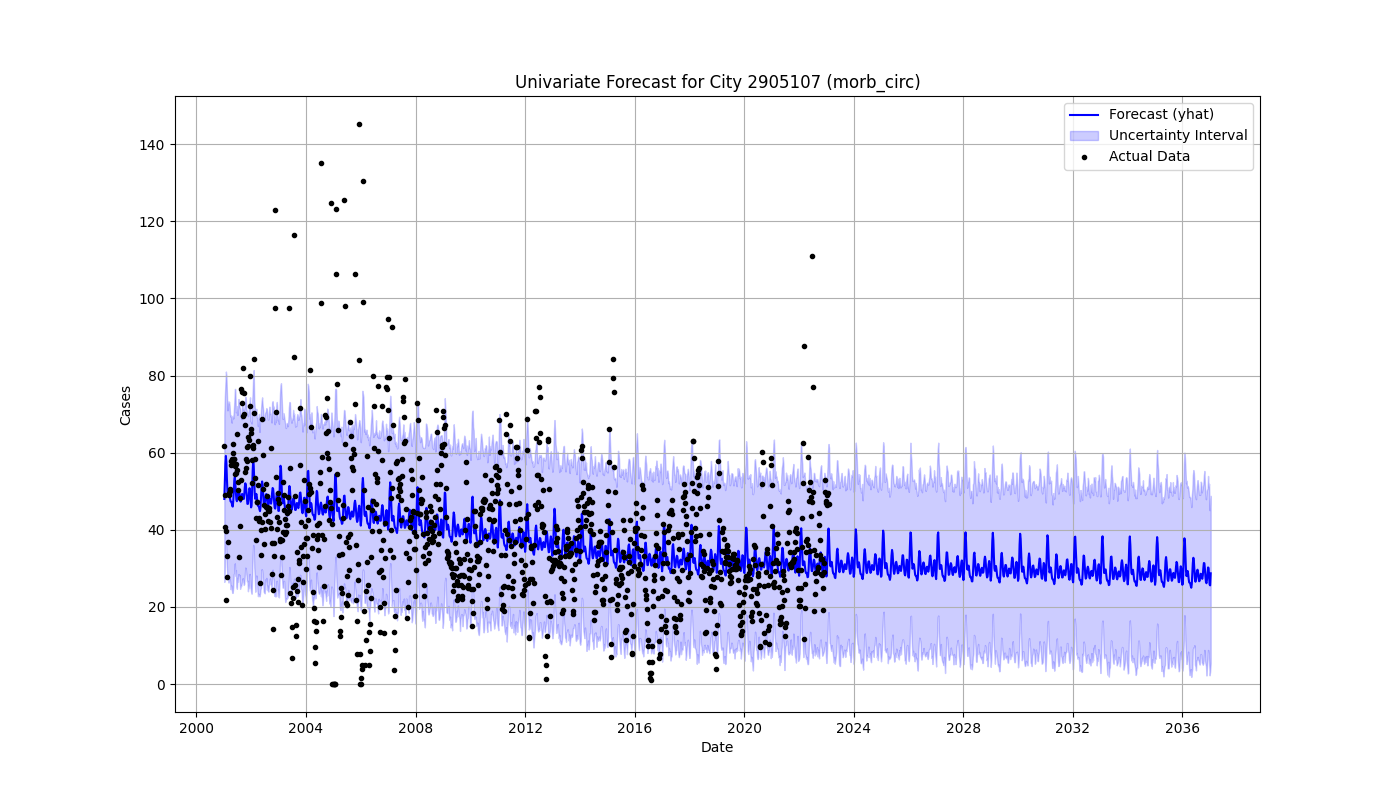 Univariate Forecast for City 2905107 (morb_circ)
Forecast (yhat)
Uncertainty Interval
Actual Data
140
120
100
80
60
40
20
0
Cases
2000 2004 2008 2012 2016 2020 2024 2028 2032 2036
Date